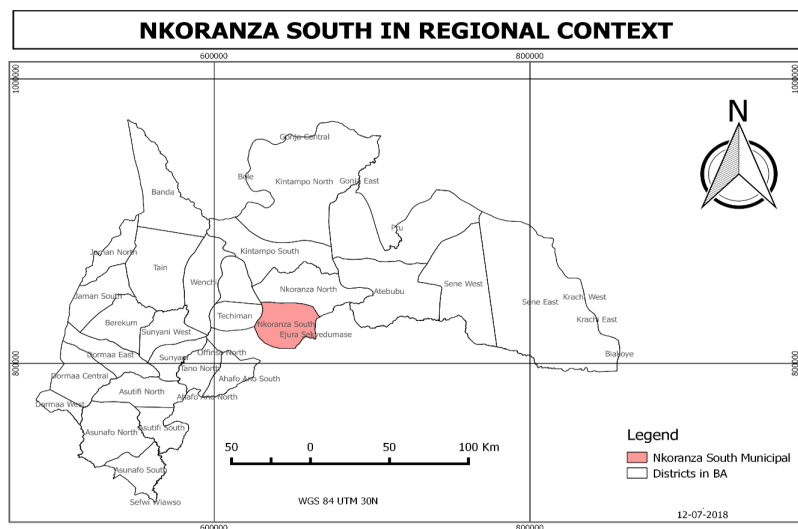 NKORANZA SOUTH IN REGIONAL CONTEXT
600000
800000
1000000
1000000
N
Gonja Central
Bole
Kintampo North
Gonja East
Banda
Pru
Jaman North
Kintampo South
Tain
Wenchi
Nkoranza North
Atebubu
Sene West
Jaman South
Sene East
Krachi West
Techiman
Berekum
Nkoranza South
Krachi East
Sunyani West
Ejura Sekyedumase
Dormaa East
Sunyani
Offinso North
Biakoye
800000
800000
Tano North
Dormaa Central
Ahafo Ano South
Asutifi North
Ahafo Ano North
Dormaa West
Asunafo North
Asutifi South
Legend
50 0 50 100 Km
Nkoranza South Municipal
Asunafo South
Districts in BA
Sefwi Wiawso
WGS 84 UTM 30N
12-07-2018
600000
800000